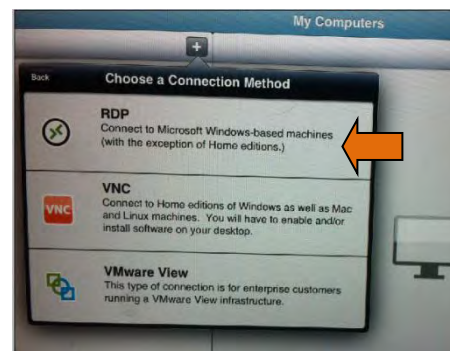 My Computers
+
Back
Choose a Connection Method
RDP
Connect to Microsoft Windows-based machines
(with the exception of Home editions.)
VNC
VNC
Connect to Home editions of Windows as well as Mac
and Linux machines. You will have to enable and/or
install software on your desktop.
VMware View
This type of connection is for enterprise customers
running a VMware View infrastructure.